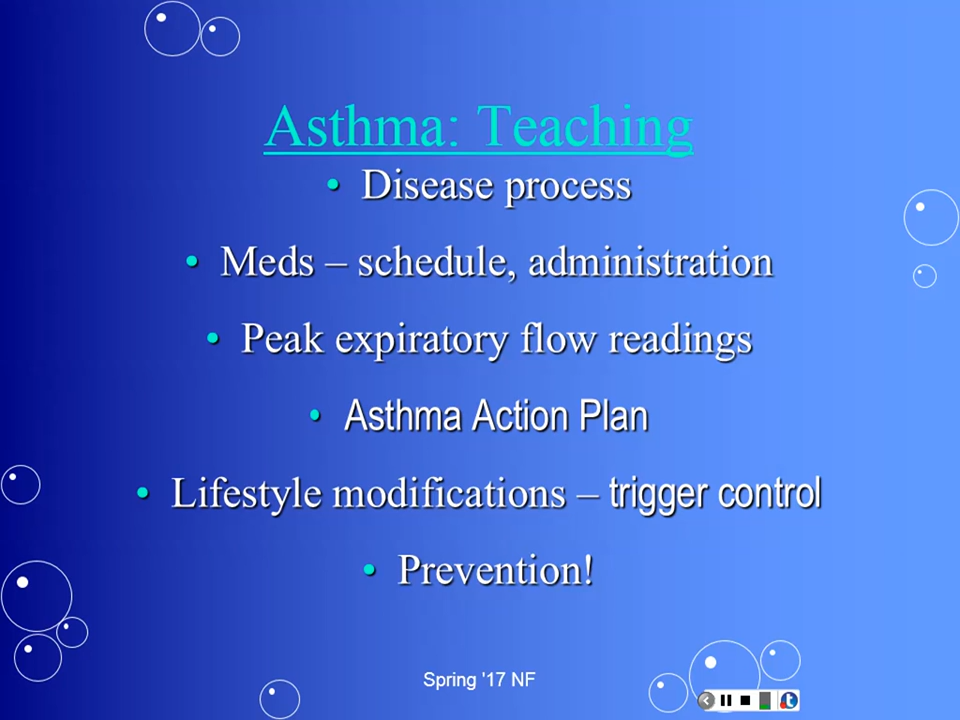 Asthma: Teaching
• Disease process
• Meds – schedule, administration
• Peak expiratory flow readings
• Asthma Action Plan
• Lifestyle modifications – trigger control
• Prevention!
Spring '17 NF
t